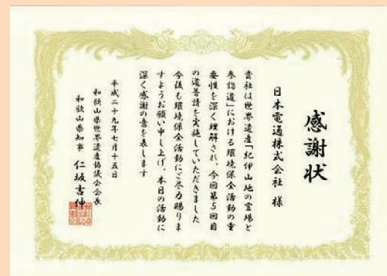 感謝状
日本電通株式会社 様
貴社は世界遺産「紀伊山地の霊場と
参詣道」における環境保全活動の重
要性を深く理解され、今回第5回目
の道普請を実施していただきました
今後も環境保全活動にご尽力賜りま
すようお願い申し上げ、本日の活動に
深く感謝の意を表します
平成二十九年七月十五日
和歌山県世界遺産協議会会長
和歌山県知事 仁坂吉伸